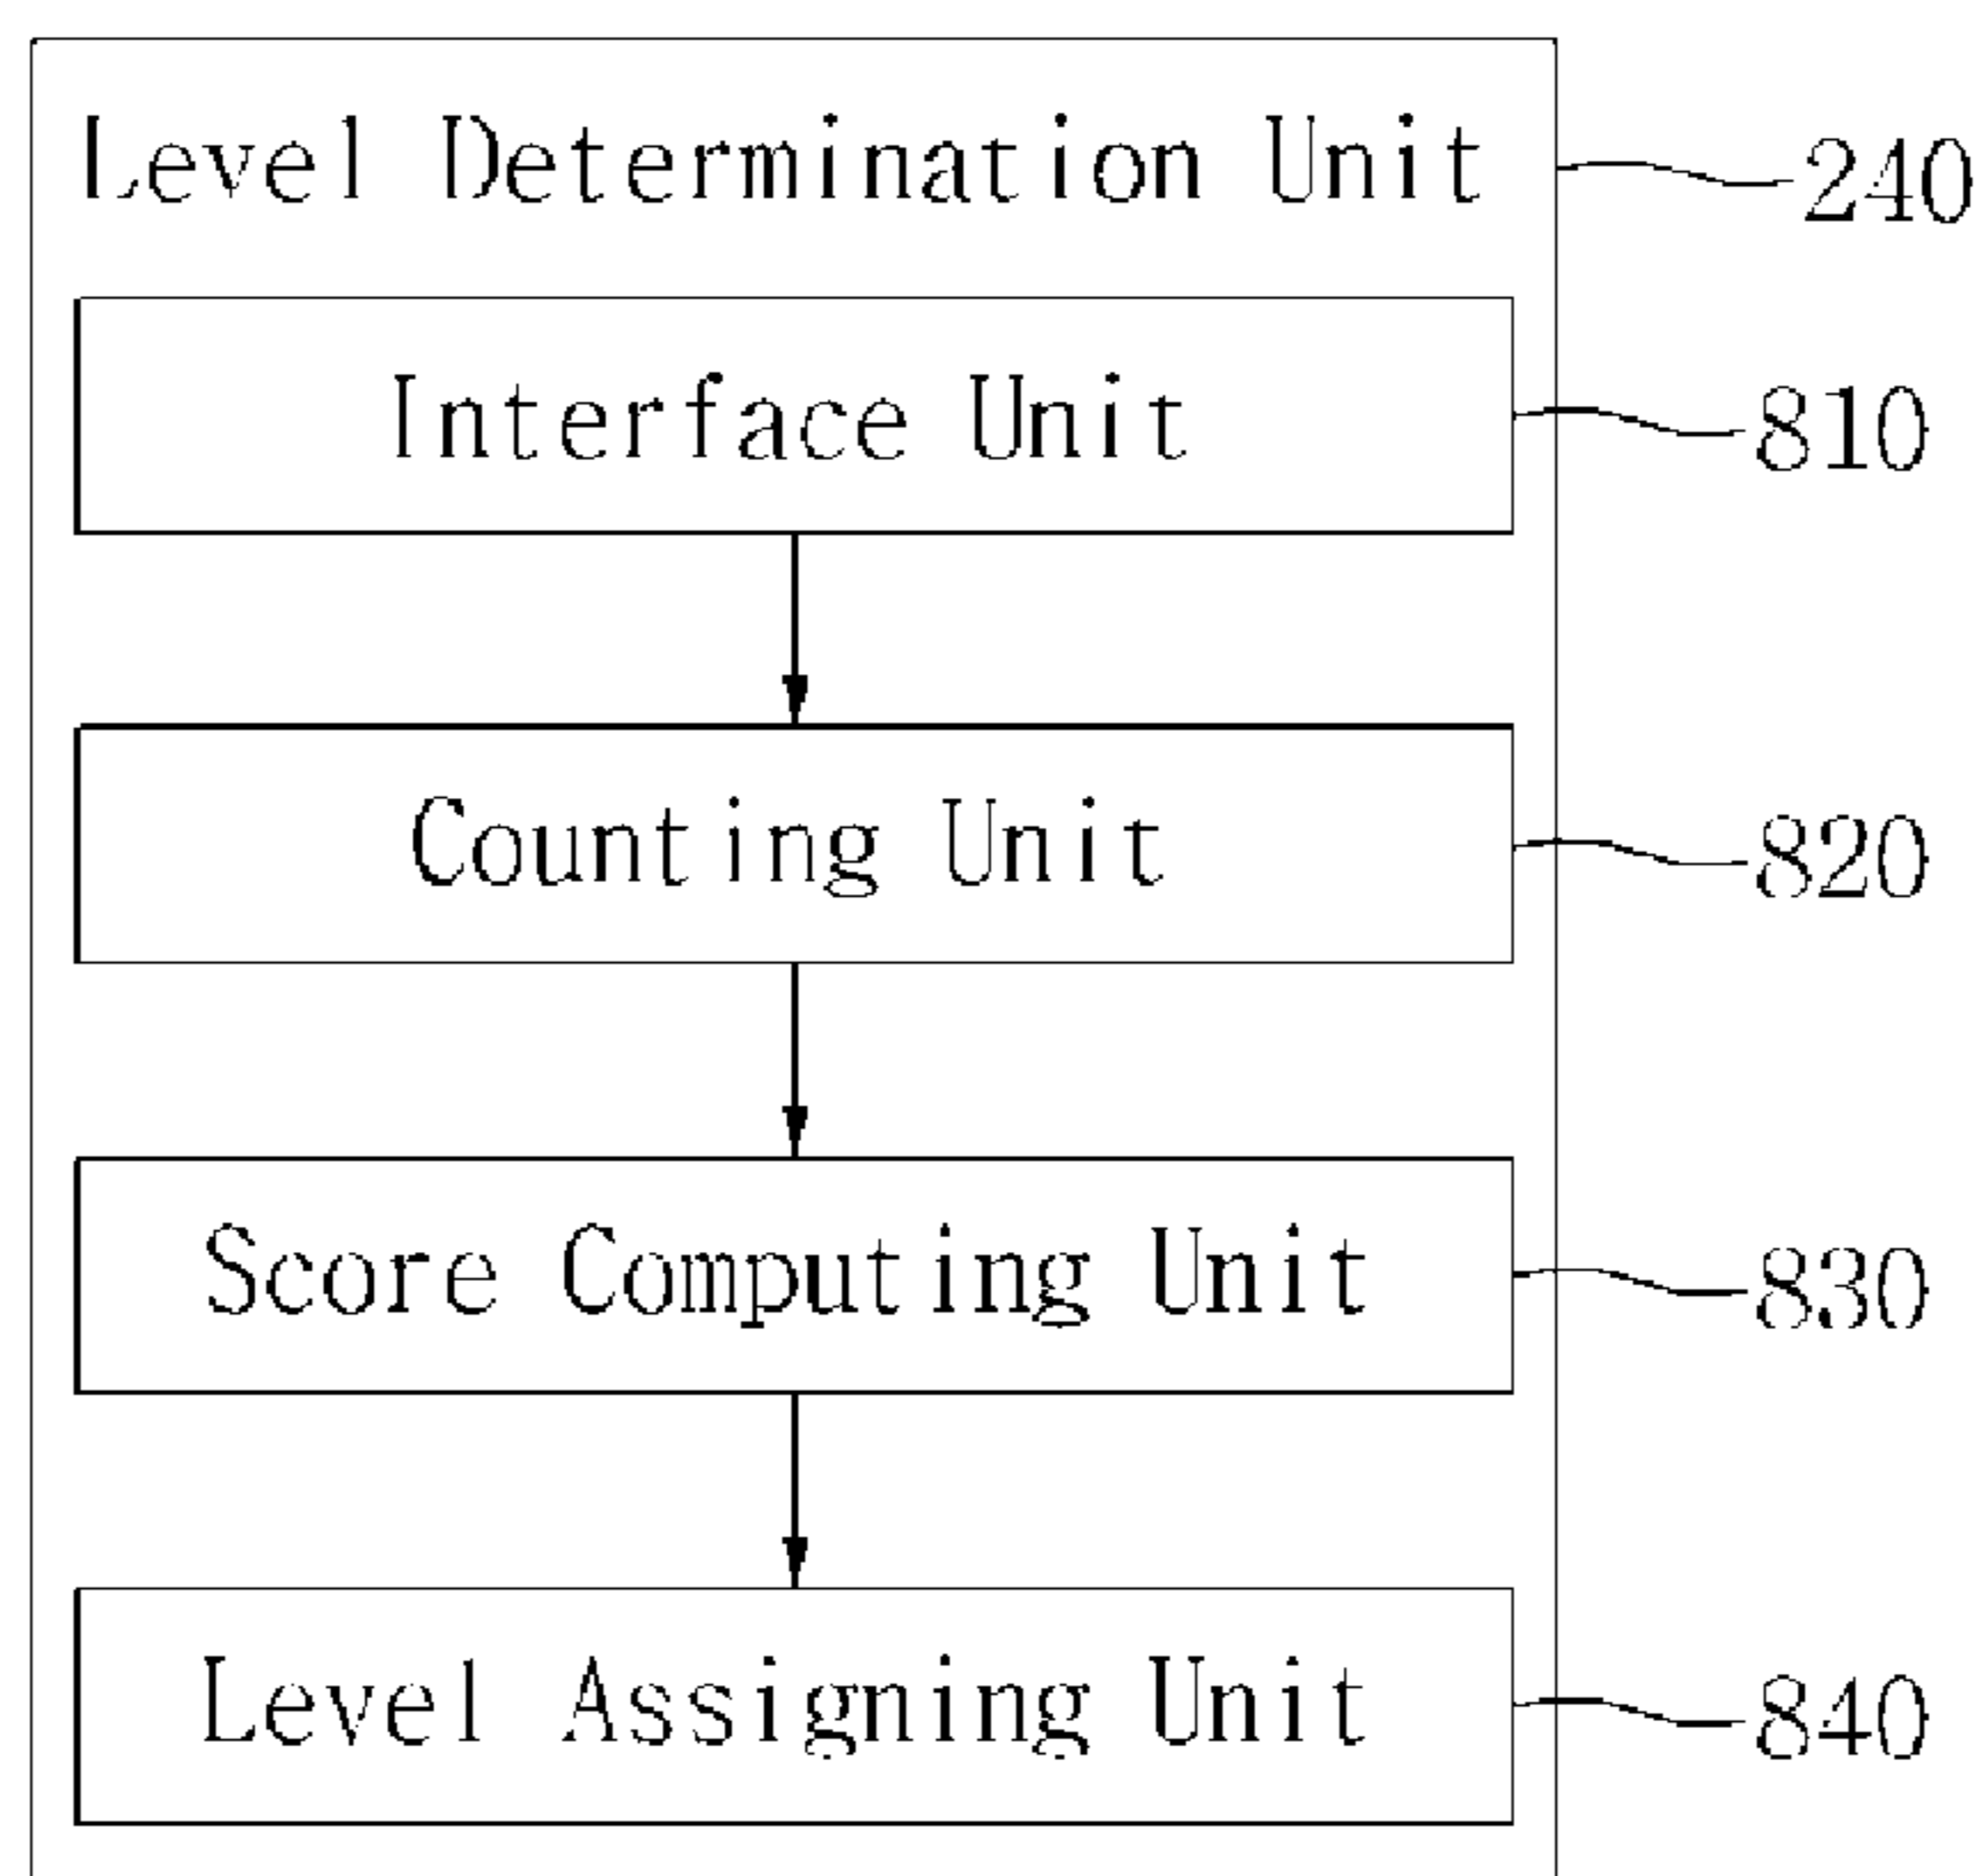 Level Determination Unit 240
Interface Unit 810
Counting Unit 820
Score Computing Unit 830
Level Assigning Unit 840